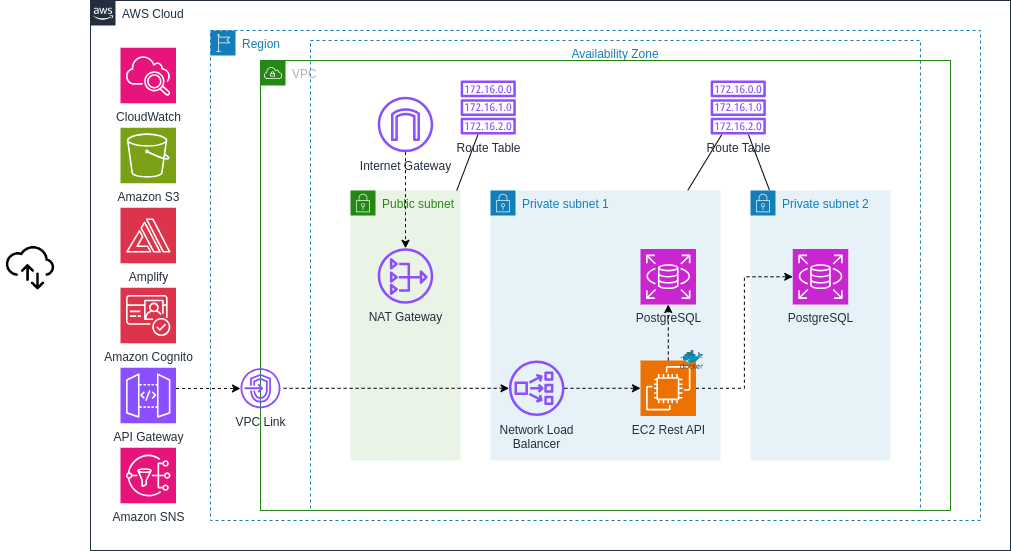 aws
AWS Cloud
Region
Availability Zone
VPC
CloudWatch
Amazon S3
Amplify
Amazon Cognito
API Gateway
Amazon SNS
172.16.0.0
172.16.1.0
172.16.2.0
Route Table
172.16.0.0
172.16.1.0
172.16.2.0
Route Table
Internet Gateway
Public subnet
Private subnet 1
Private subnet 2
NAT Gateway
PostgreSQL
PostgreSQL
docker
VPC Link
Network Load
Balancer
EC2 Rest API